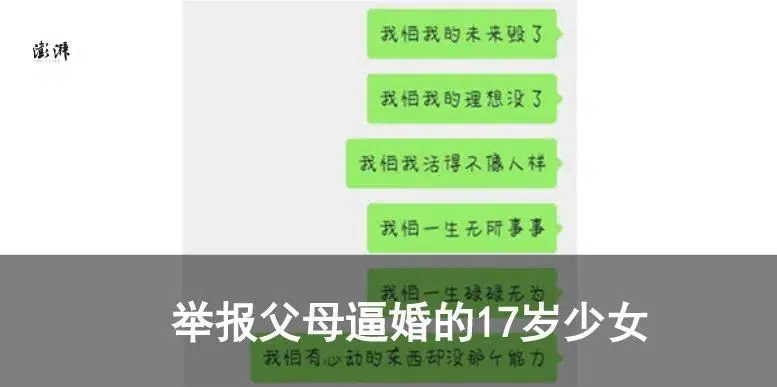 澎湃
我怕我的未来毁了
我怕我的理想没了
我怕我活得不像人样
我怕一生无所事事
我怕一生碌碌无为
举报父母逼婚的17岁少女
我怕有心动的东西却没那个能力